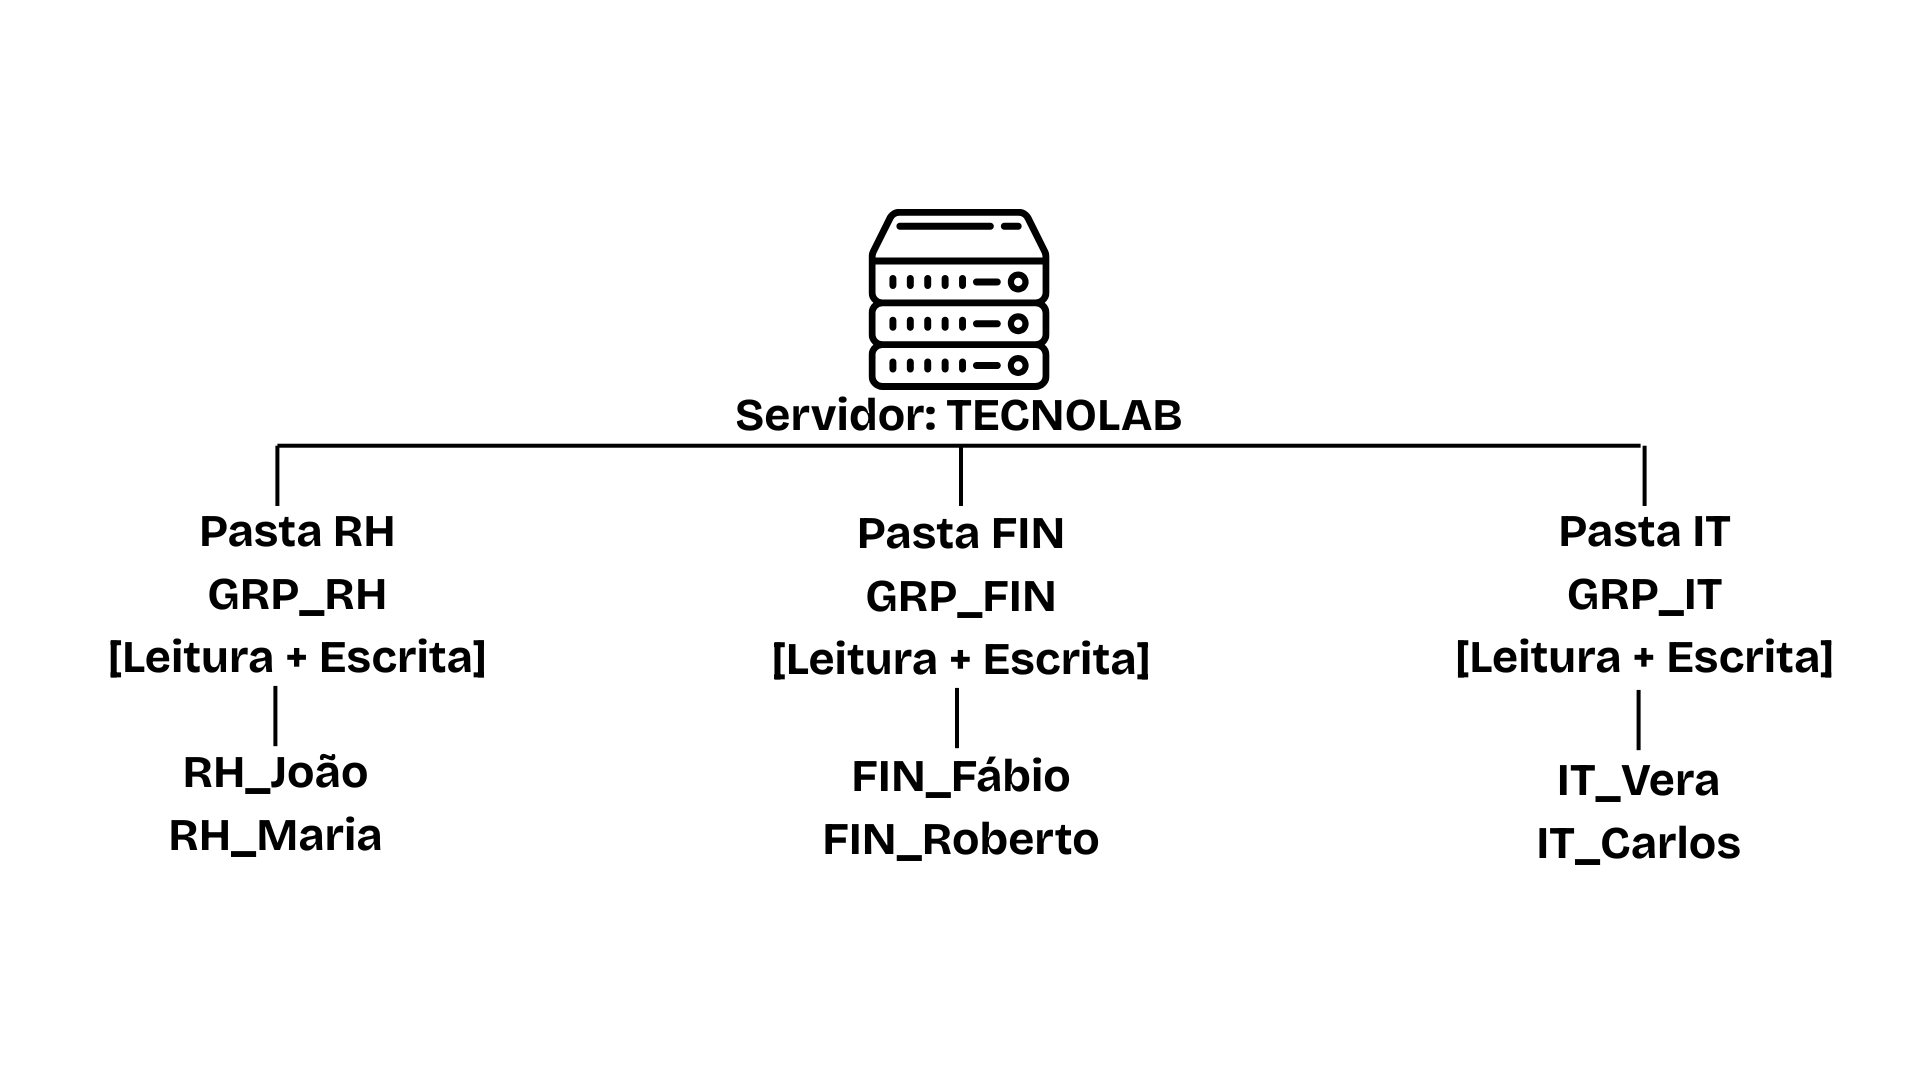 Servidor: TECNOLAB
Pasta RH
GRP_RH
[Leitura + Escrita]
RH_João
RH_Maria
Pasta FIN
GRP_FIN
[Leitura + Escrita]
FIN_Fábio
FIN_Roberto
Pasta IT
GRP_IT
[Leitura + Escrita]
IT_Vera
IT_Carlos